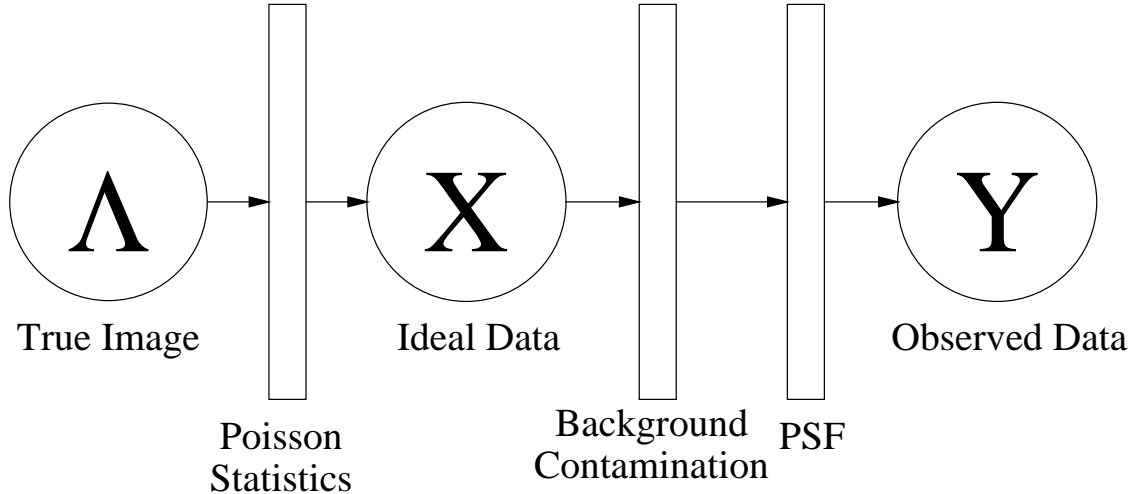 Λ
X
Y
True Image
Ideal Data
Observed Data
Poisson
Statistics
Background
Contamination
PSF